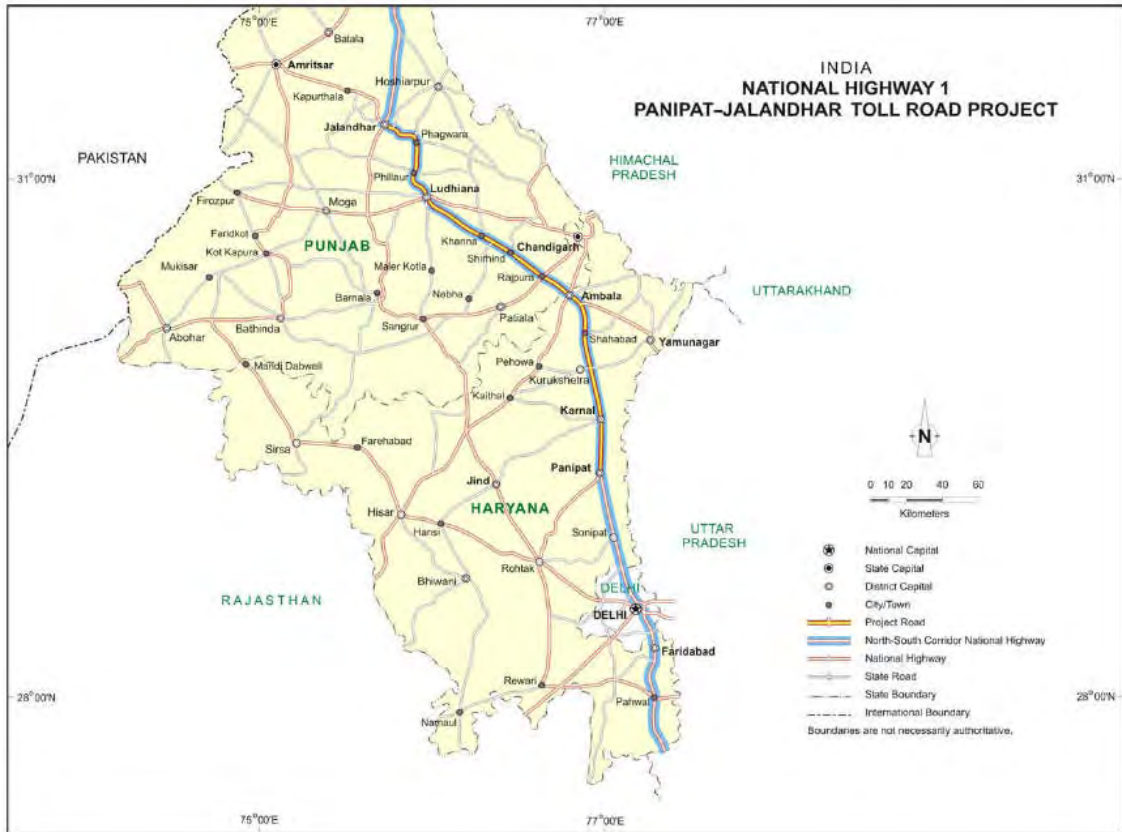 75°00'E
77°00'E
INDIA
NATIONAL HIGHWAY 1
PANIPAT–JALANDHAR TOLL ROAD PROJECT
Batala
Amritsar
Hoshiarpur
Kapurthala
Jalandhar
Phagwara
PAKISTAN
HIMACHAL
PRADESH
31°00'N
31°00'N
Phillaur
Ludhiana
Firozpur
Moga
Faridkot
Khanna
Chandigarh
PUNJAB
Kot Kapura
Sirhind
Mukisar
Maler Kotla
Rajpura
UTTARAKHAND
Barnala
Nabha
Ambala
Patiala
Bathinda
Sangrur
Abohar
Shahabad
Yamunagar
Mandi Dabwali
Pehowa
Kurukshetra
Kaithal
Karnal
N
Sirsa
Farehabad
Panipat
Jind
0 10 20 40 60
Kilometers
Hisar
HARYANA
Hansi
Sonipat
UTTAR
PRADESH
National Capital
State Capital
Rohtak
Bhiwani
District Capital
DELHI
RAJASTHAN
City/Town
DELHI
Project Road
North-South Corridor National Highway
Faridabad
National Highway
State Road
Rewari
28°00'N
Pahwal
State Boundary
28°00'N
Namaul
International Boundary
Boundaries are not necessarily authoritative.
77°00'E